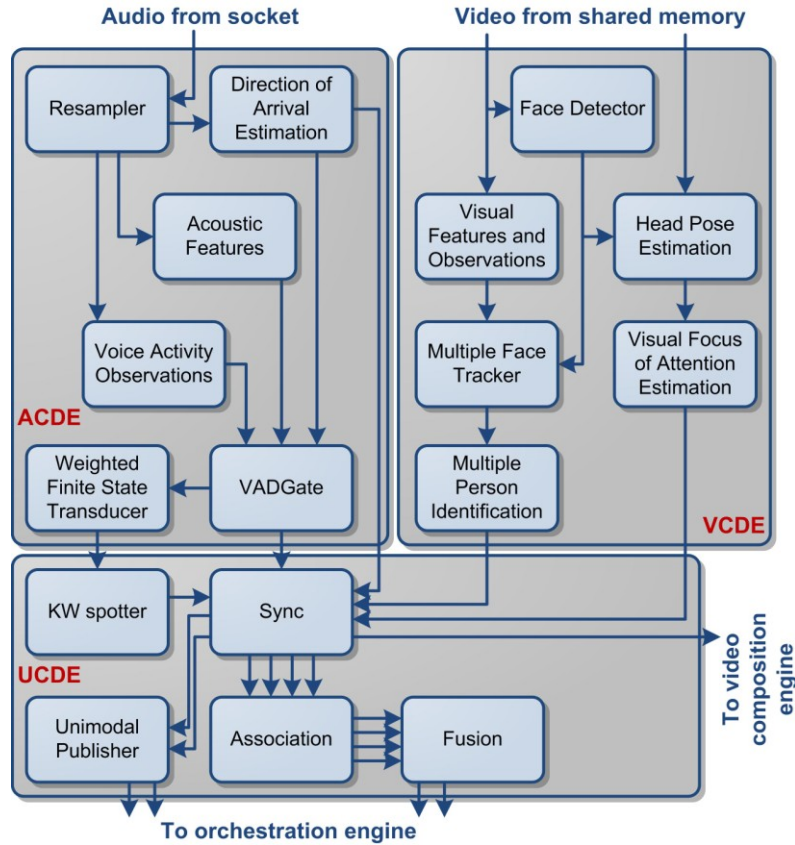 Audio from socket
Video from shared memory
Resampler
Direction of
Arrival
Estimation
Face Detector
Acoustic
Features
Visual
Features and
Observations
Head Pose
Estimation
Voice Activity
Observations
Multiple Face
Tracker
Visual Focus
of Attention
Estimation
ACDE
Weighted
Finite State
Transducer
VADGate
Multiple
Person
Identification
VCDE
KW spotter
Sync
UCDE
Unimodal
Publisher
Association
Fusion
To video
composition
engine
To orchestration engine